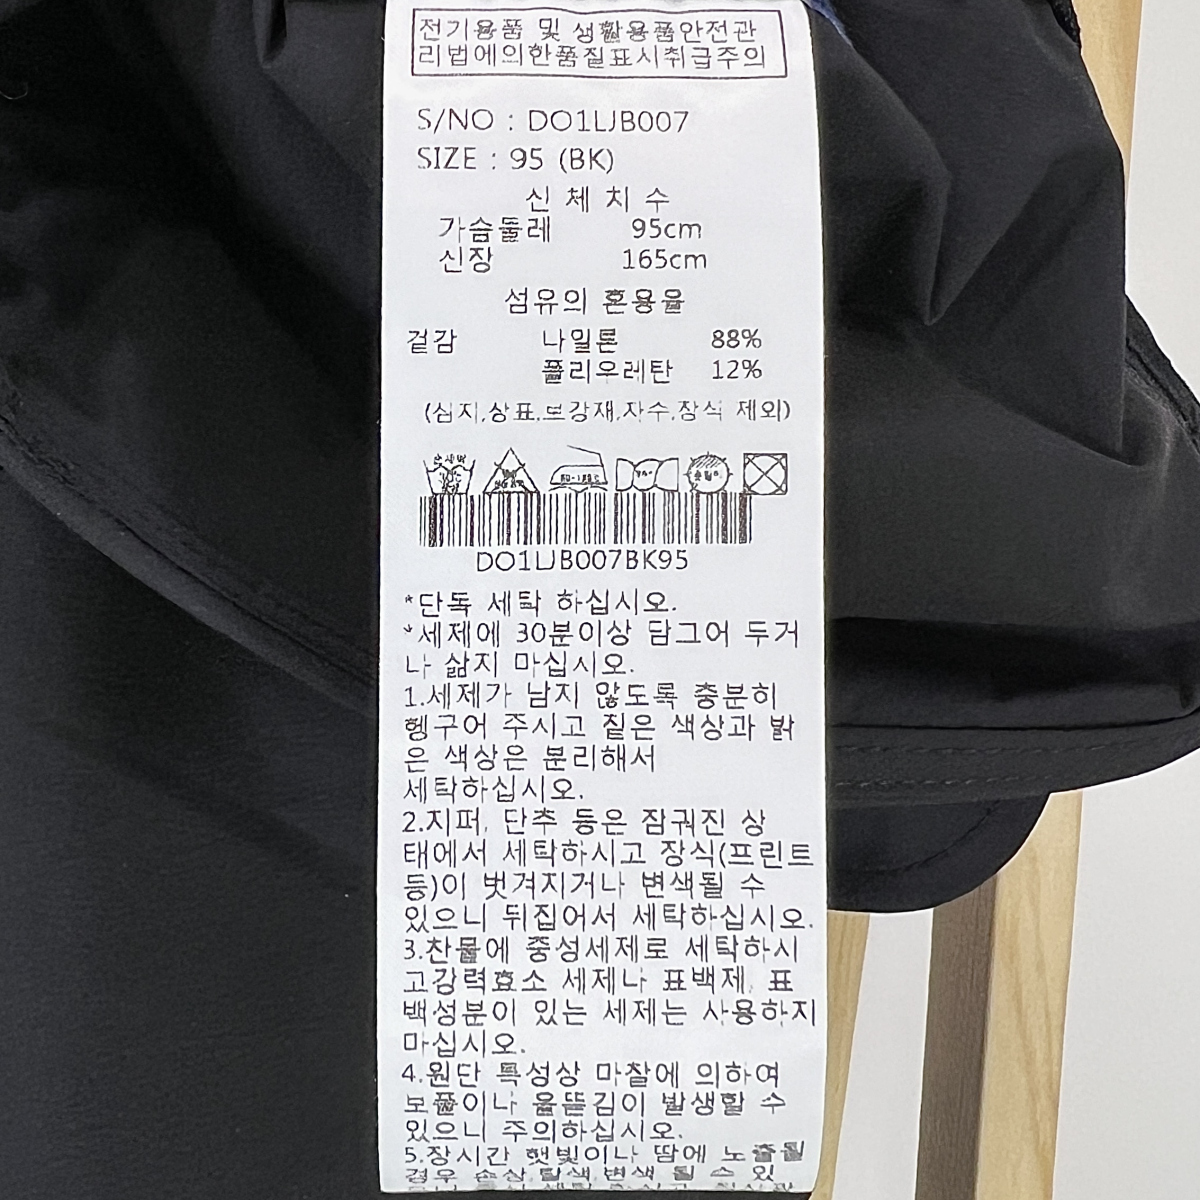 전기용품 및 생활용품안전관
리법에의한품질표시취급주의
S/NO : DO1LJB007
SIZE : 95 (BK)
신 체 치 수
가슴둘레 95cm
신장 165cm
섬유의 혼용율
겉감 나일론 88%
폴리우레탄 12%
(심지,상표,보강재,자수,장식 제외)
DO1LJB007BK95
*단독 세탁 하십시오.
*세제에 30분이상 담그어 두거
나 삶지 마십시오.
1.세제가 남지 않도록 충분히
헹구어 주시고 짙은 색상과 밝
은 색상은 분리해서
세탁하십시오.
2.지퍼, 단추 등은 잠궈진 상
태에서 세탁하시고 장식(프린트
등)이 벗겨지거나 변색될 수
있으니 뒤집어서 세탁하십시오.
3.찬물에 중성세제로 세탁하시
고강력효소 세제나 표백제, 표
백성분이 있는 세제는 사용하지
마십시오.
4.원단 특성상 마찰에 의하여
보풀이나 올뜯김이 발생할 수
있으니 주의하십시오.
5.장시간 햇빛이나 땀에 노출될
경우 손상,탈색,변색 될 수 있